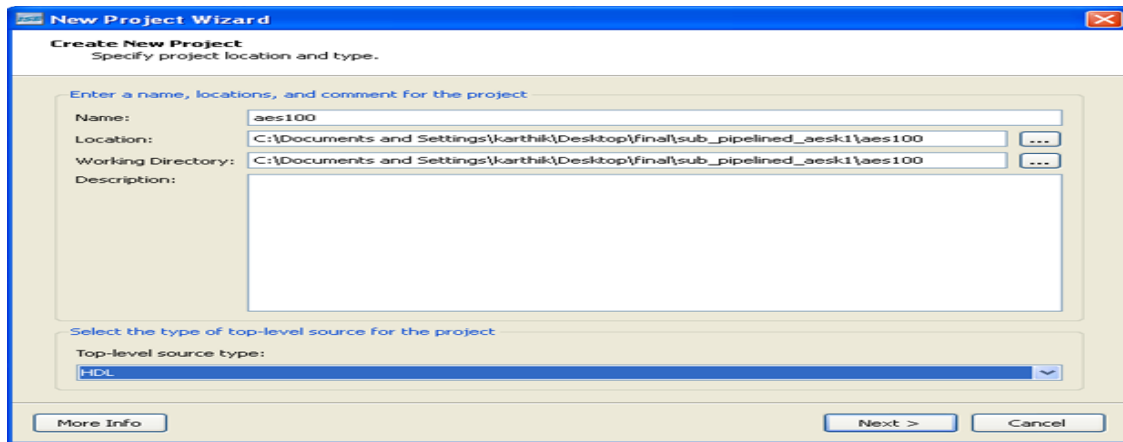 New Project Wizard
Create New Project
Specify project location and type.
Enter a name, locations, and comment for the project
Name: aes100
Location: C:\Documents and Settings\karthik\Desktop\final\sub_pipelined_aesk1\aes100 ...
Working Directory: C:\Documents and Settings\karthik\Desktop\final\sub_pipelined_aesk1\aes100 ...
Description:
Select the type of top-level source for the project
Top-level source type:
HDL
More Info Next > Cancel